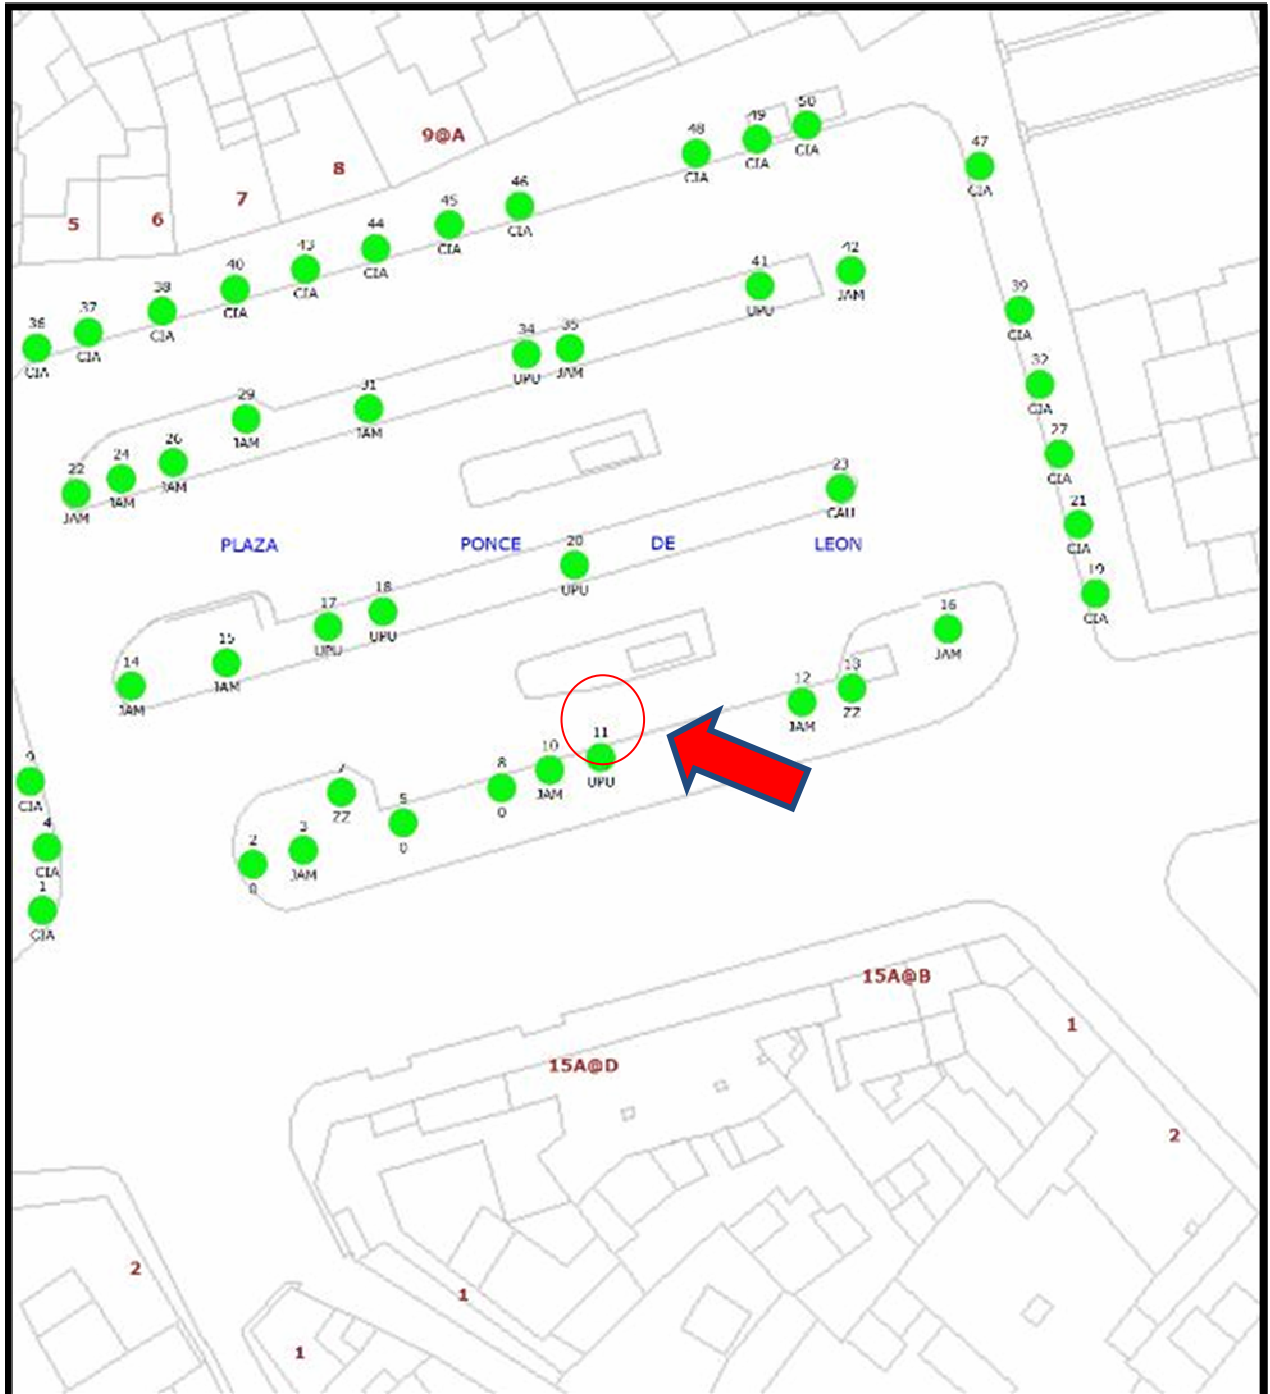 50
49
48
47
9@A
CIA
CIA
CIA
8
CIA
46
7
45
6
5
44
CIA
43
CIA
42
41
CIA
40
CIA
39
38
JAM
37
CIA
UPU
36
CIA
34
35
CIA
CIA
32
CIA
UPU
JAM
31
29
CIA
JAM
JAM
26
27
24
23
22
CIA
JAM
JAM
21
JAM
CAU
PLAZA PONCE DE LEON
20
CIA
19
UPU
17
18
16
CIA
15
UPU
UPU
14
JAM
13
12
JAM
JAM
ZZ
JAM
11
10
9
8
7
UPU
JAM
5
CIA
0
ZZ
4
3
2
0
CIA
JAM
1
0
CIA
15A@B
1
15A@D
2
2
1
1